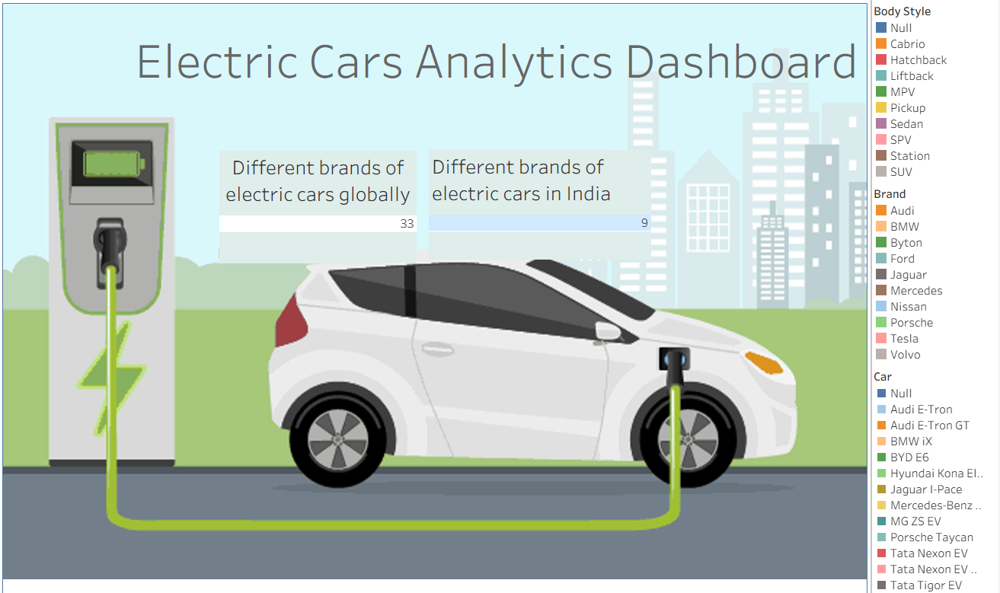 Electric Cars Analytics Dashboard
Different brands of
electric cars globally
33
Different brands of
electric cars in India
9
Body Style
Null
Cabrio
Hatchback
Liftback
MPV
Pickup
Sedan
SPV
Station
SUV
Brand
Audi
BMW
Byton
Ford
Jaguar
Mercedes
Nissan
Porsche
Tesla
Volvo
Car
Null
Audi E-Tron
Audi E-Tron GT
BMW iX
BYD E6
Hyundai Kona El..
Jaguar I-Pace
Mercedes-Benz ..
MG ZS EV
Porsche Taycan
Tata Nexon EV
Tata Nexon EV ..
Tata Tigor EV